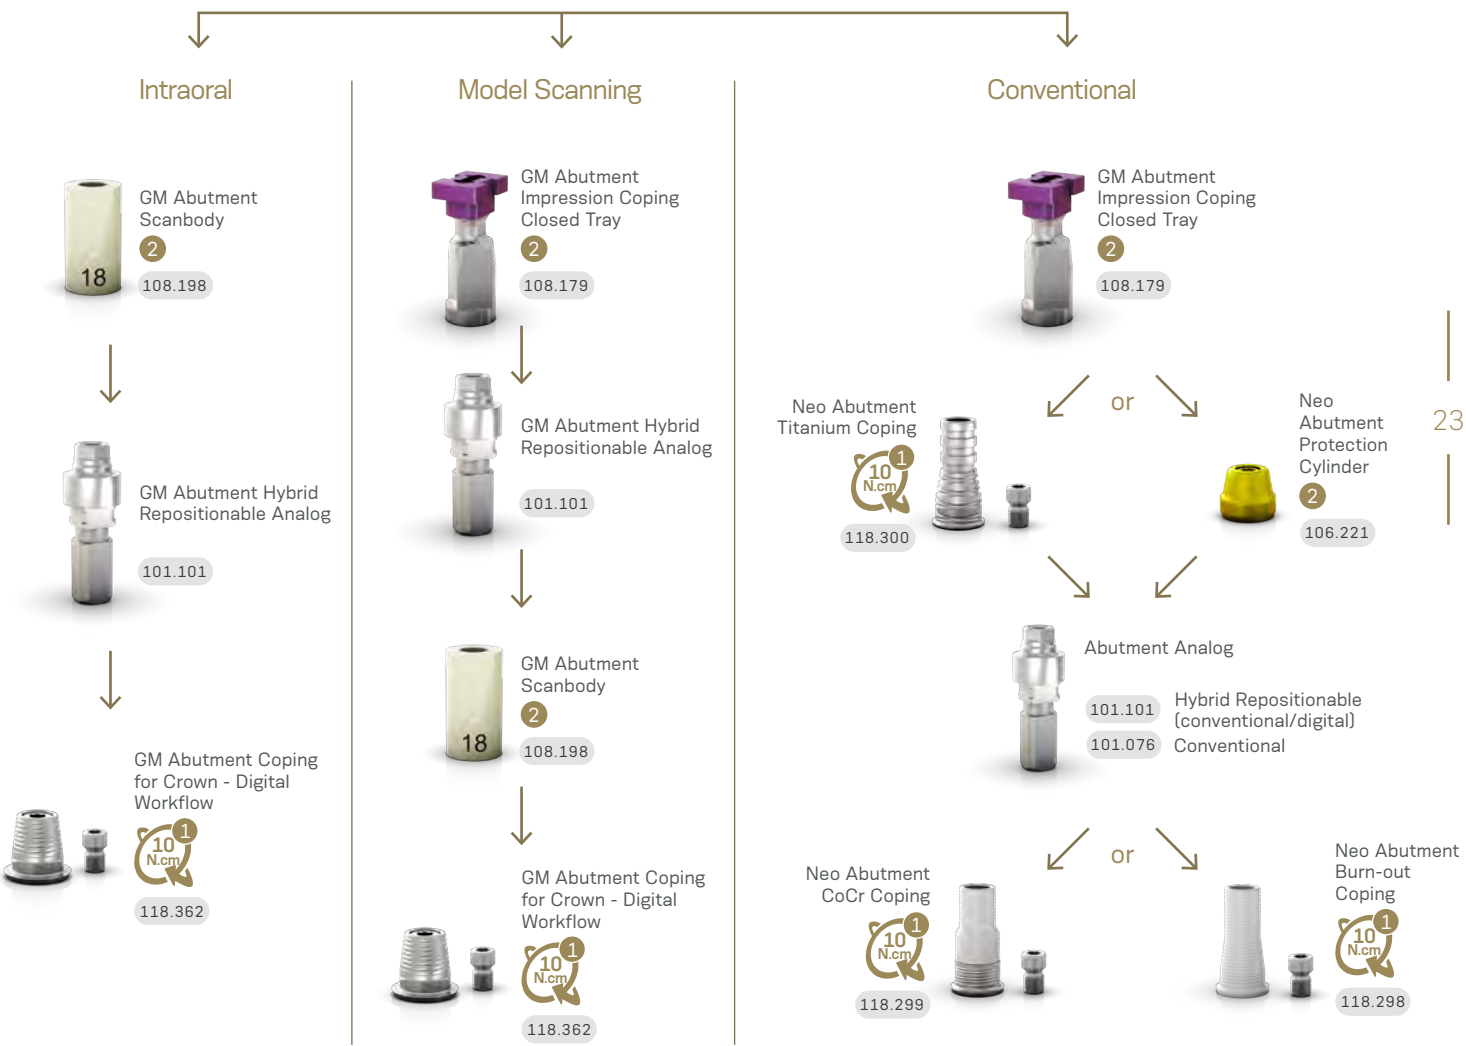 Intraoral
GM Abutment
Scanbody
2
108.198
18
GM Abutment Hybrid
Repositionable Analog
101.101
GM Abutment Coping
for Crown - Digital
Workflow
10
N.cm
1
118.362
Model Scanning
GM Abutment
Impression Coping
Closed Tray
2
108.179
GM Abutment Hybrid
Repositionable Analog
101.101
GM Abutment
Scanbody
2
108.198
18
GM Abutment Coping
for Crown - Digital
Workflow
10
N.cm
1
118.362
Conventional
GM Abutment
Impression Coping
Closed Tray
2
108.179
or
Neo Abutment
Titanium Coping
10
N.cm
1
118.300
Neo
Abutment
Protection
Cylinder
2
106.221
Abutment Analog
101.101 Hybrid Repositionable
(conventional/digital)
101.076 Conventional
or
Neo Abutment
CoCr Coping
10
N.cm
1
118.299
Neo Abutment
Burn-out
Coping
10
N.cm
1
118.298
23